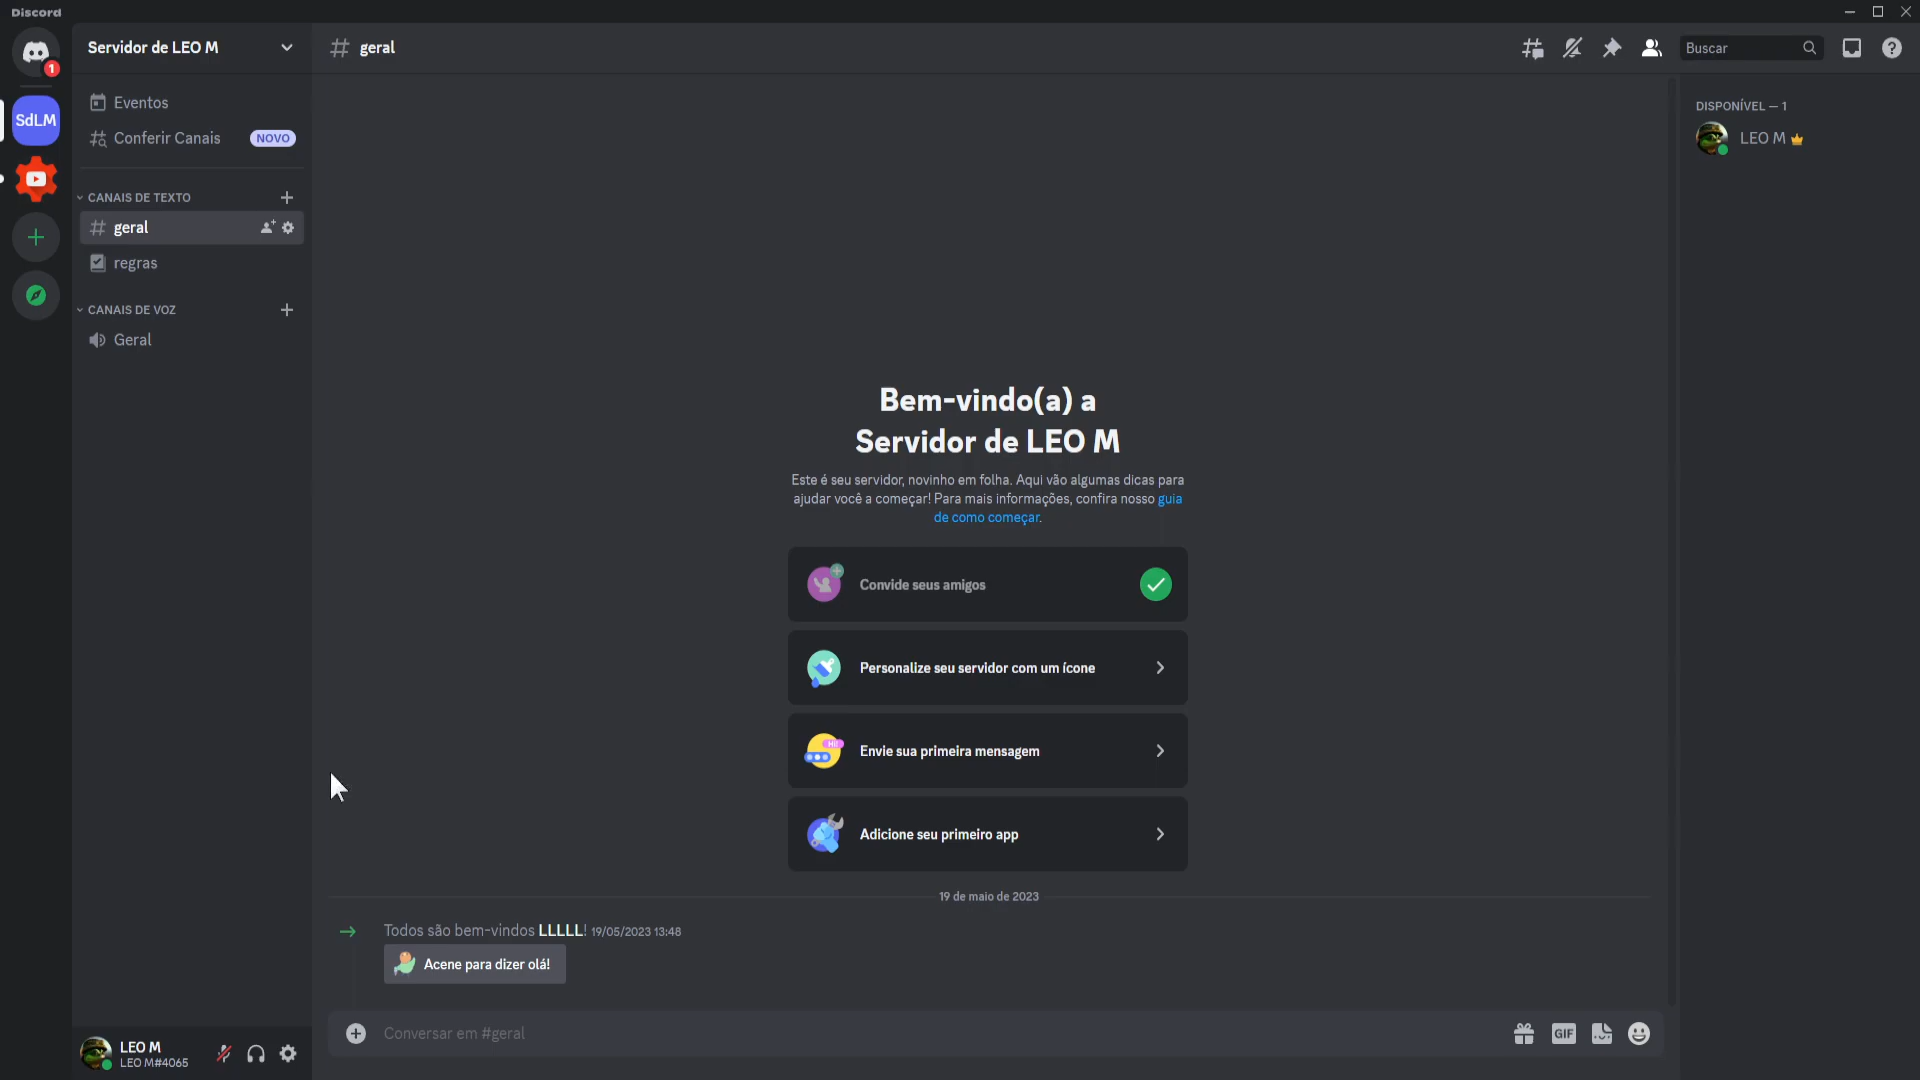 Discord
1
SdLM
Servidor de LEO M
Eventos
Conferir Canais NOVO
CANAIS DE TEXTO
geral
regras
CANAIS DE VOZ
Geral
LEO M
LEO M#4065
geral
Buscar
Bem-vindo(a) a
Servidor de LEO M
Este é seu servidor, novinho em folha. Aqui vão algumas dicas para
ajudar você a começar! Para mais informações, confira nosso guia
de como começar.
Convide seus amigos
Personalize seu servidor com um ícone
Hi!
Envie sua primeira mensagem
Adicione seu primeiro app
19 de maio de 2023
Todos são bem-vindos LLLLL! 19/05/2023 13:48
Acene para dizer olá!
Conversar em #geral
GIF
DISPONÍVEL — 1
LEO M